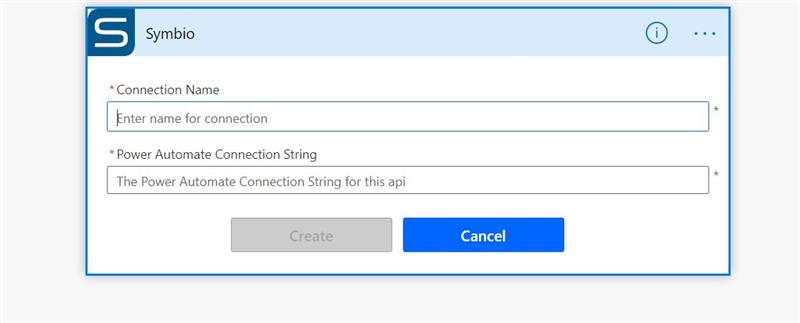 S Symbio
i ...
* Connection Name
Enter name for connection *
* Power Automate Connection String
The Power Automate Connection String for this api *
Create Cancel